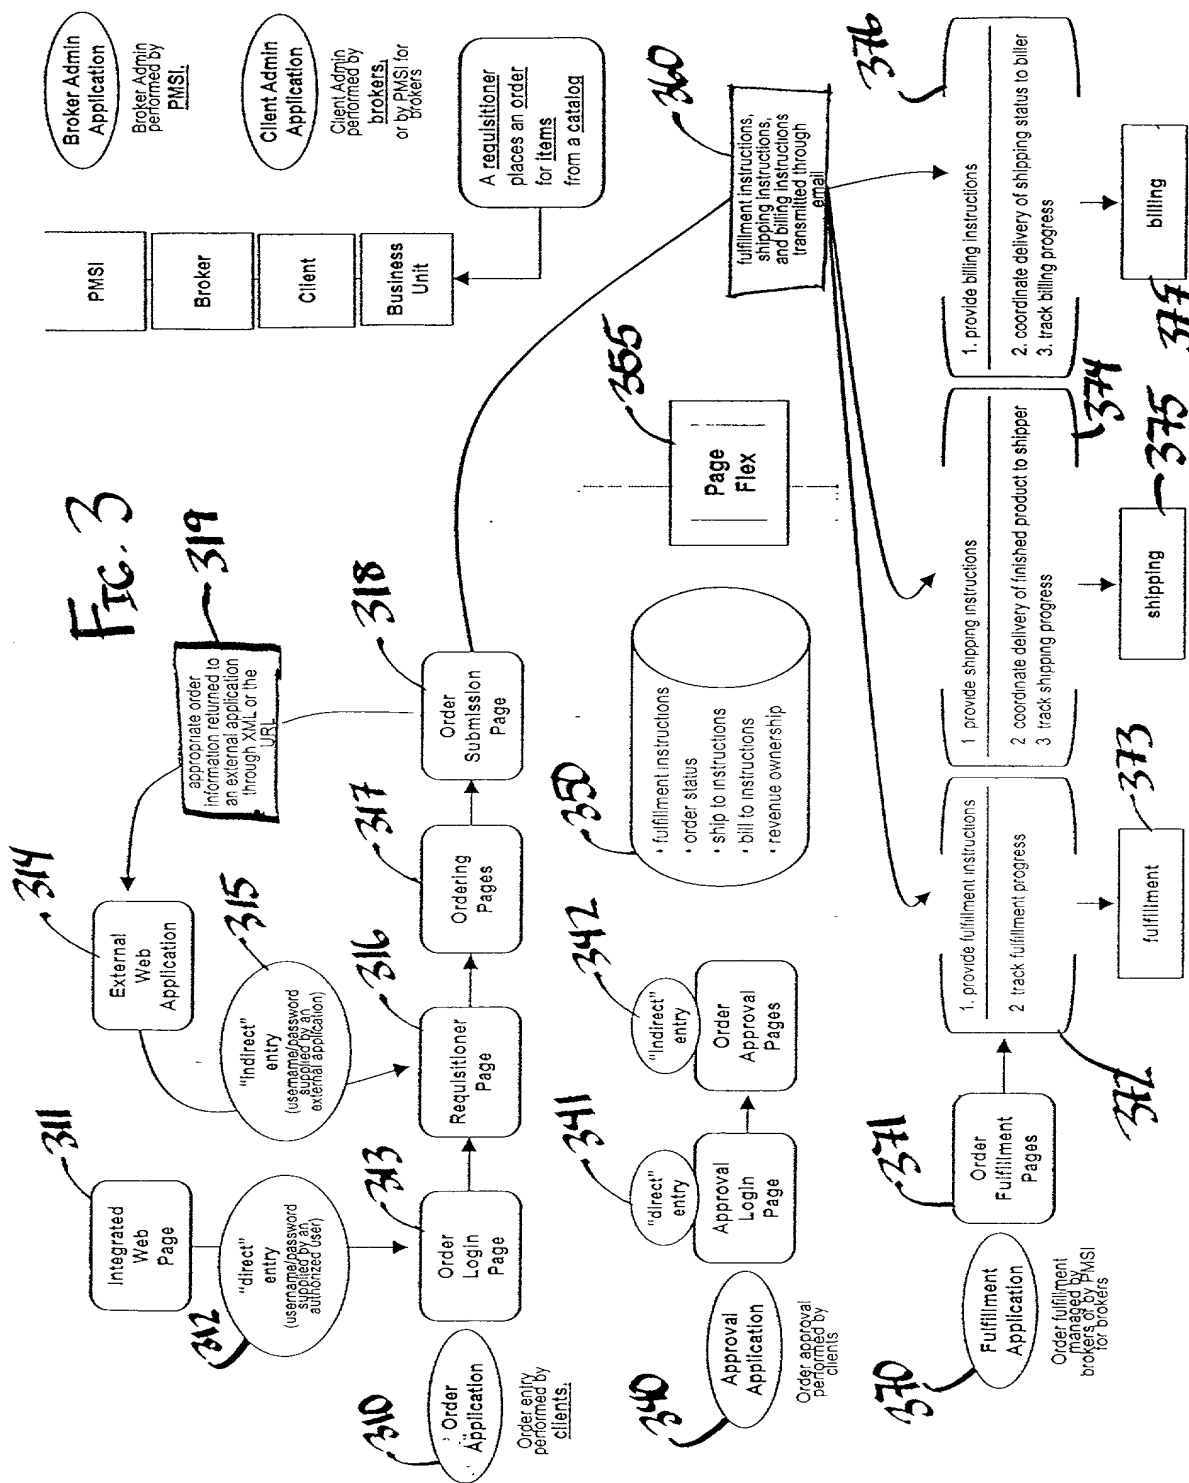 FIG. 3
310
"Order
Application
Order entry
performed by
clients.
311
Integrated
Web
Page
312
"direct"
entry
(username/password
supplied by an
authorized user)
313
Order
Login
Page
314
External
Web
Application
315
"Indirect"
entry
(username/password
supplied by an
external application)
316
Requisitioner
Page
317
Ordering
Pages
318
Order
Submission
Page
319
appropriate order
information returned to
an external application
through XML or the
URL
PMSI
Broker
Client
Business
Unit
Broker Admin
Application
Broker Admin
performed by
PMSI.
Client Admin
Application
Client Admin
performed by
brokers,
or by PMSI for
brokers
A requisitioner
places an order
for items
from a catalog
340
Approval
Application
Order approval
performed by
clients
341
"direct"
entry
Approval
LogIn
Page
342
"Indirect"
entry
Order
Approval
Pages
350
• fulfillment instructions
• order status
• ship to instructions
• bill to instructions
• revenue ownership
355
Page
Flex
360
fulfillment instructions,
shipping instructions,
and billing instructions
transmitted through
email
370
Fulfillment
Application
Order fulfillment
managed by
brokers or by PMSI
for brokers
371
Order
Fulfillment
Pages
372
1. provide fulfillment instructions
2 track fulfillment progress
373
fulfillment
374
1 provide shipping instructions
2 coordinate delivery of finished product to shipper
3 track shipping progress
375
shipping
376
1. provide billing instructions
2. coordinate delivery of shipping status to biller
3. track billing progress
377
billing